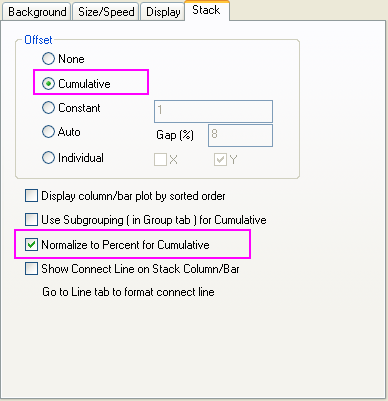 Background Size/Speed Display Stack
Offset
None
Cumulative
Constant 1
Auto Gap (%) 8
Individual X Y
Display column/bar plot by sorted order
Use Subgrouping ( in Group tab ) for Cumulative
Normalize to Percent for Cumulative
Show Connect Line on Stack Column/Bar
Go to Line tab to format connect line